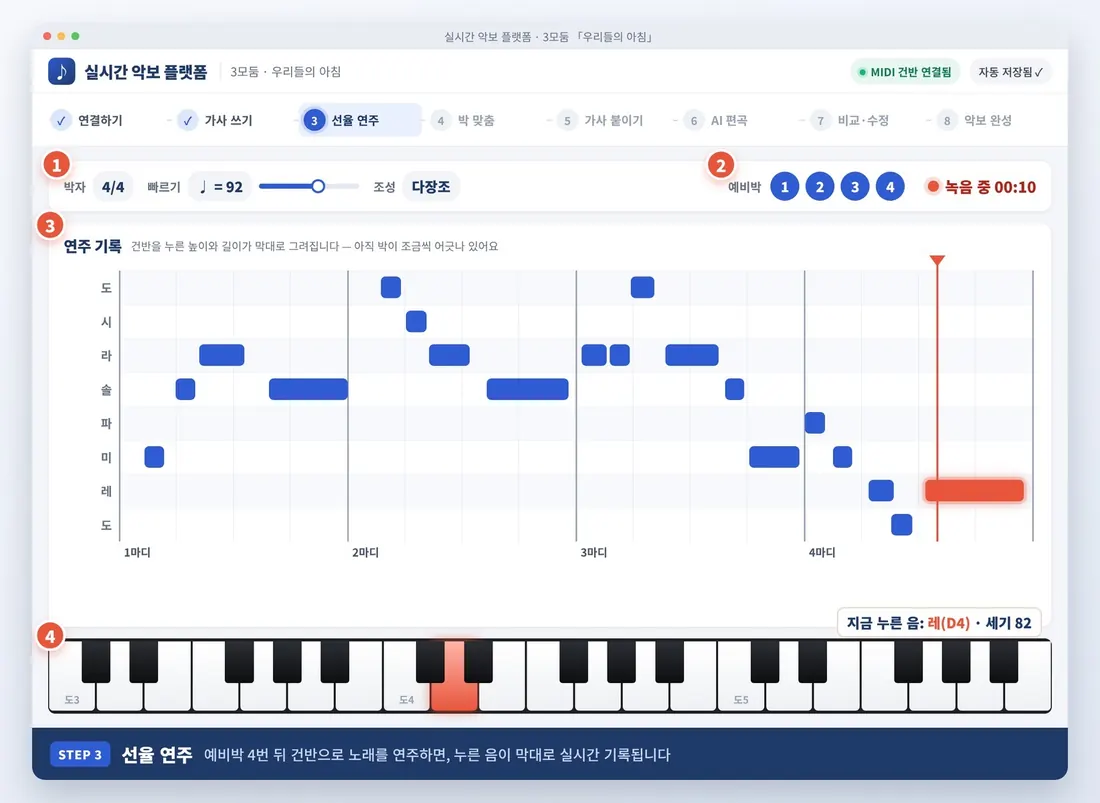 실시간 악보 플랫폼 · 3모둠 「우리들의 아침」
♪ 실시간 악보 플랫폼 3모둠 · 우리들의 아침 MIDI 건반 연결됨 자동 저장됨 ✓
✓ 연결하기 ✓ 가사 쓰기 3 선율 연주 4 박 맞춤 5 가사 붙이기 6 AI 편곡 7 비교·수정 8 악보 완성
1 2
박자 4/4 빠르기 ♩ = 92 조성 다장조 예비박 1 2 3 4 녹음 중 00:10
3
연주 기록 건반을 누른 높이와 길이가 막대로 그려집니다 — 아직 박이 조금씩 어긋나 있어요
도
시
라
솔
파
미
레
도
1마디 2마디 3마디 4마디
지금 누른 음: 레(D4) · 세기 82
4
도3 도4 도5
STEP 3 선율 연주 예비박 4번 뒤 건반으로 노래를 연주하면, 누른 음이 막대로 실시간 기록됩니다